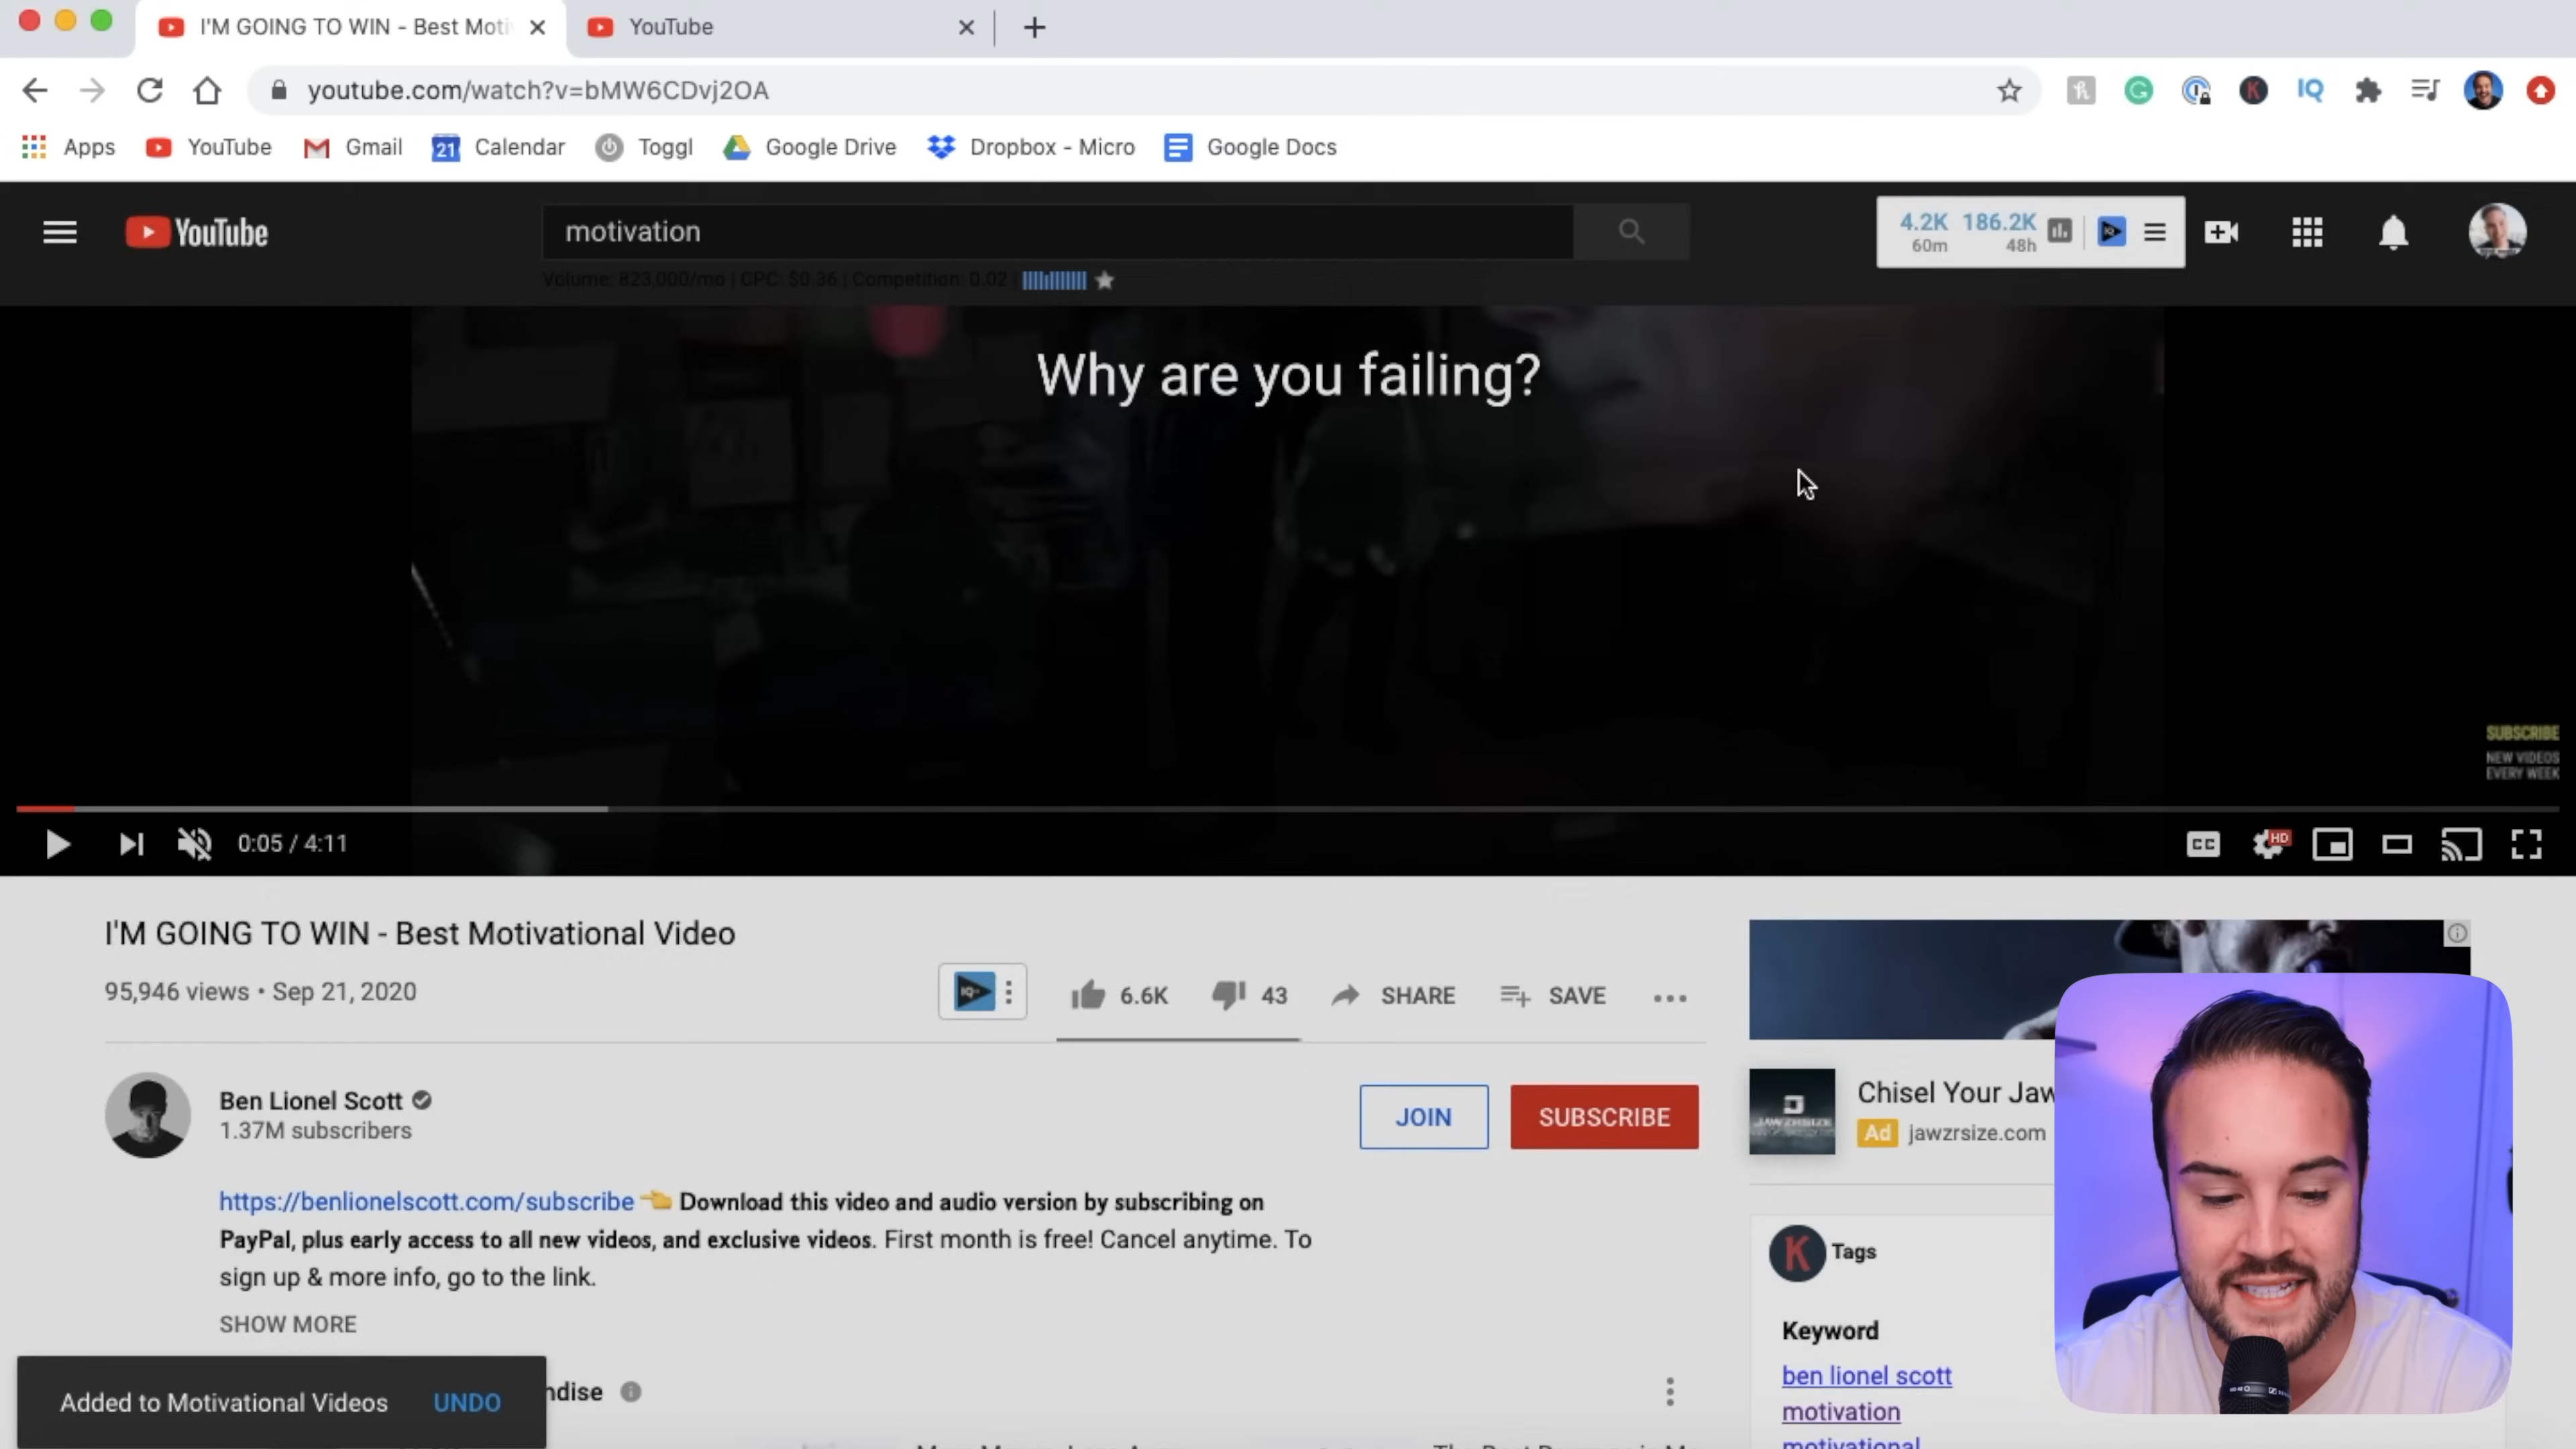 I'M GOING TO WIN - Best Moti
YouTube
youtube.com/watch?v=bMW6CDvj2OA
IQ
Apps
YouTube
Gmail
21
Calendar
Toggl
Google Drive
Dropbox - Micro
Google Docs
YouTube
motivation
4.2K 186.2K
60m 48h
Volume: 823,000/mo | CPC: $0.36 | Competition: 0.02 |
Why are you failing?
SUBSCRIBE
NEW VIDEOS
EVERY WEEK
0:05 / 4:11
CC
HD
I'M GOING TO WIN - Best Motivational Video
95,946 views • Sep 21, 2020
IQ
6.6K
43
SHARE
SAVE
Ben Lionel Scott
1.37M subscribers
JOIN
SUBSCRIBE
https://benlionelscott.com/subscribe 👈 Download this video and audio version by subscribing on
PayPal, plus early access to all new videos, and exclusive videos. First month is free! Cancel anytime. To
sign up & more info, go to the link.
SHOW MORE
Added to Motivational Videos UNDO
ndise
JAWZRSIZE
Chisel Your Jaw
Ad jawzrsize.com
K Tags
Keyword
ben lionel scott
motivation
motivational